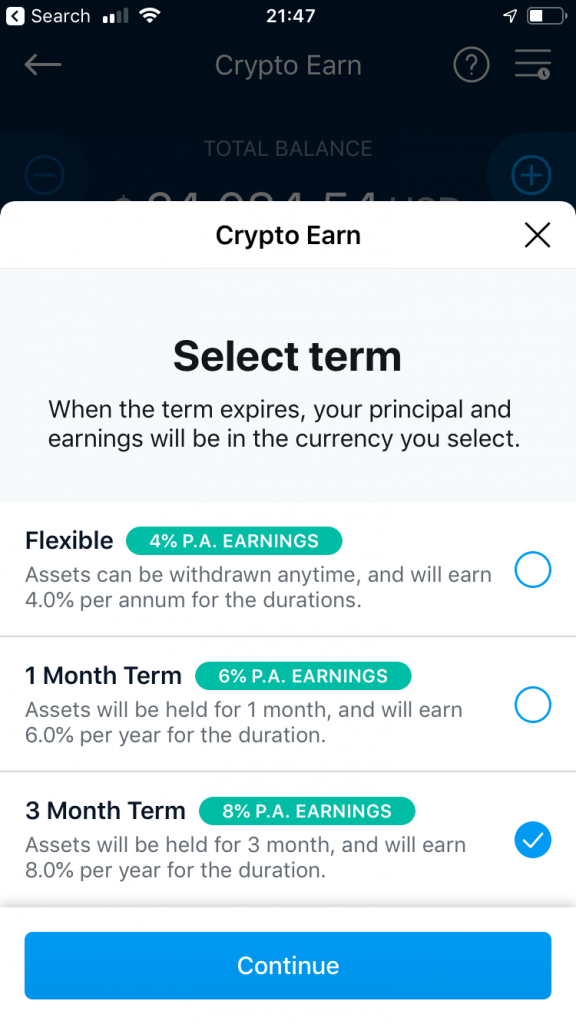 Search
21:47
Crypto Earn
TOTAL BALANCE
Crypto Earn
Select term
When the term expires, your principal and
earnings will be in the currency you select.
Flexible 4% P.A. EARNINGS
Assets can be withdrawn anytime, and will earn
4.0% per annum for the durations.
1 Month Term 6% P.A. EARNINGS
Assets will be held for 1 month, and will earn
6.0% per year for the duration.
3 Month Term 8% P.A. EARNINGS
Assets will be held for 3 month, and will earn
8.0% per year for the duration.
Continue